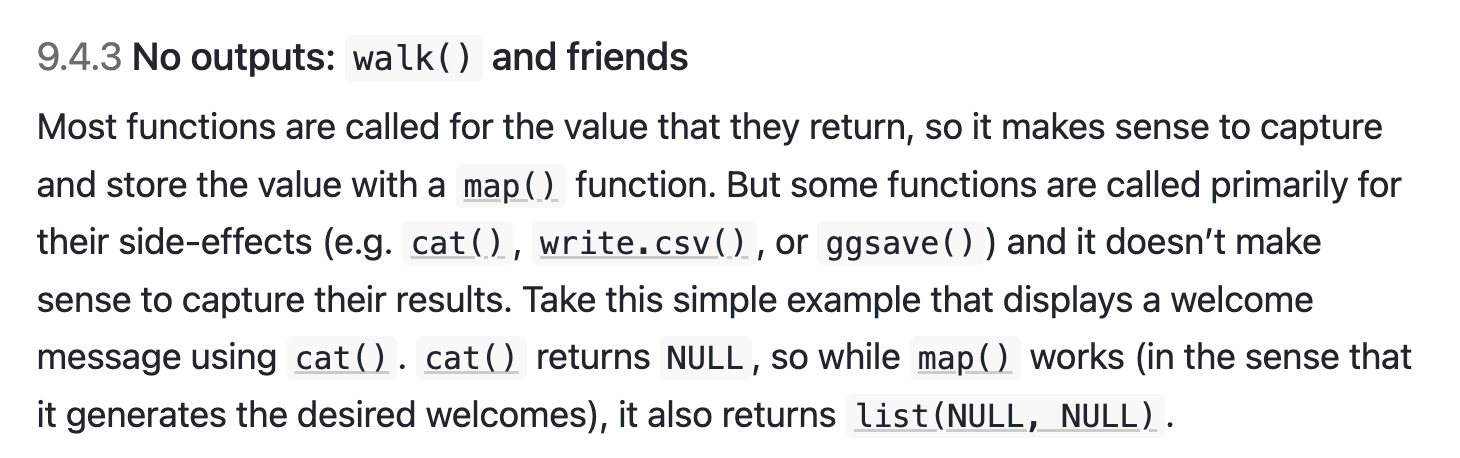 9.4.3 No outputs: walk() and friends
Most functions are called for the value that they return, so it makes sense to capture
and store the value with a map() function. But some functions are called primarily for
their side-effects (e.g. cat(), write.csv(), or ggsave()) and it doesn’t make
sense to capture their results. Take this simple example that displays a welcome
message using cat(). cat() returns NULL, so while map() works (in the sense that
it generates the desired welcomes), it also returns list(NULL, NULL).